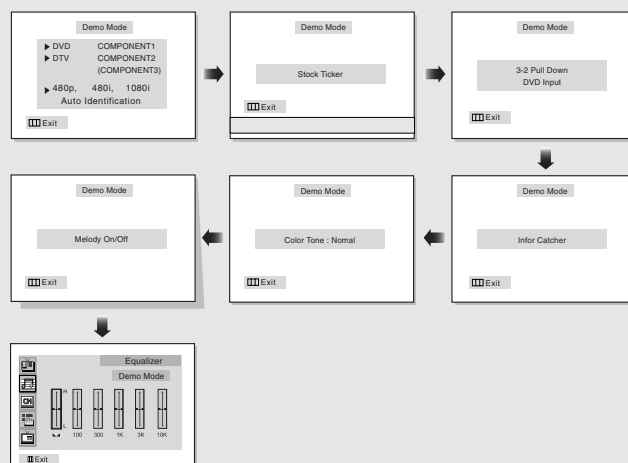 Demo Mode
DVD COMPONENT1
DTV COMPONENT2
(COMPONENT3)
480p, 480i, 1080i
Auto Identification
Exit
Demo Mode
Stock Ticker
Exit
Demo Mode
3-2 Pull Down
DVD Input
Exit
Demo Mode
Infor Catcher
Exit
Demo Mode
Color Tone : Nomal
Exit
Demo Mode
Melody On/Off
Exit
Equalizer
Demo Mode
R
CH
L
100 300 1K 3K 10K
Exit